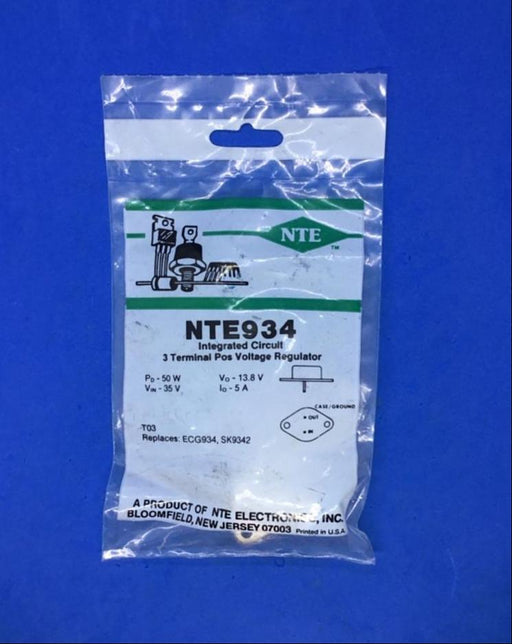 NTE ™
NTE934
Integrated Circuit
3 Terminal Pos Voltage Regulator
PD - 50 W VO - 13.8 V
VIN - 35 V IO - 5 A
CASE/GROUND
OUT
IN
T03
Replaces: ECG934, SK9342
A PRODUCT OF NTE ELECTRONICS, INC.
BLOOMFIELD, NEW JERSEY 07003 Printed in U.S.A